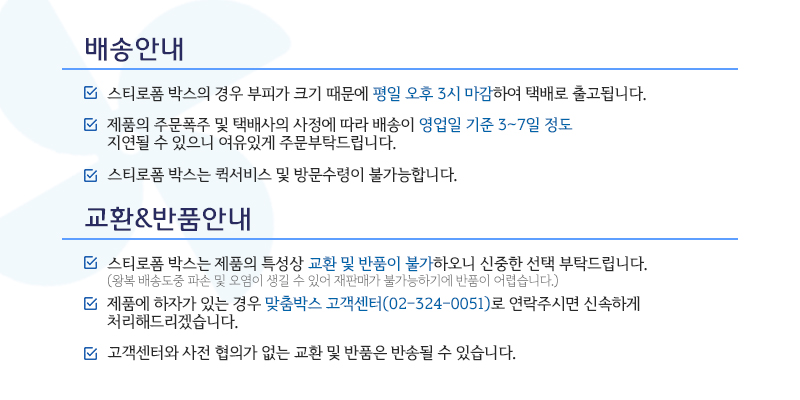 배송안내
스티로폼 박스의 경우 부피가 크기 때문에 평일 오후 3시 마감하여 택배로 출고됩니다.
제품의 주문폭주 및 택배사의 사정에 따라 배송이 영업일 기준 3~7일 정도
지연될 수 있으니 여유있게 주문부탁드립니다.
스티로폼 박스는 퀵서비스 및 방문수령이 불가능합니다.
교환&반품안내
스티로폼 박스는 제품의 특성상 교환 및 반품이 불가하오니 신중한 선택 부탁드립니다.
(왕복 배송도중 파손 및 오염이 생길 수 있어 재판매가 불가능하기에 반품이 어렵습니다.)
제품에 하자가 있는 경우 맞춤박스 고객센터(02-324-0051)로 연락주시면 신속하게
처리해드리겠습니다.
고객센터와 사전 협의가 없는 교환 및 반품은 반송될 수 있습니다.